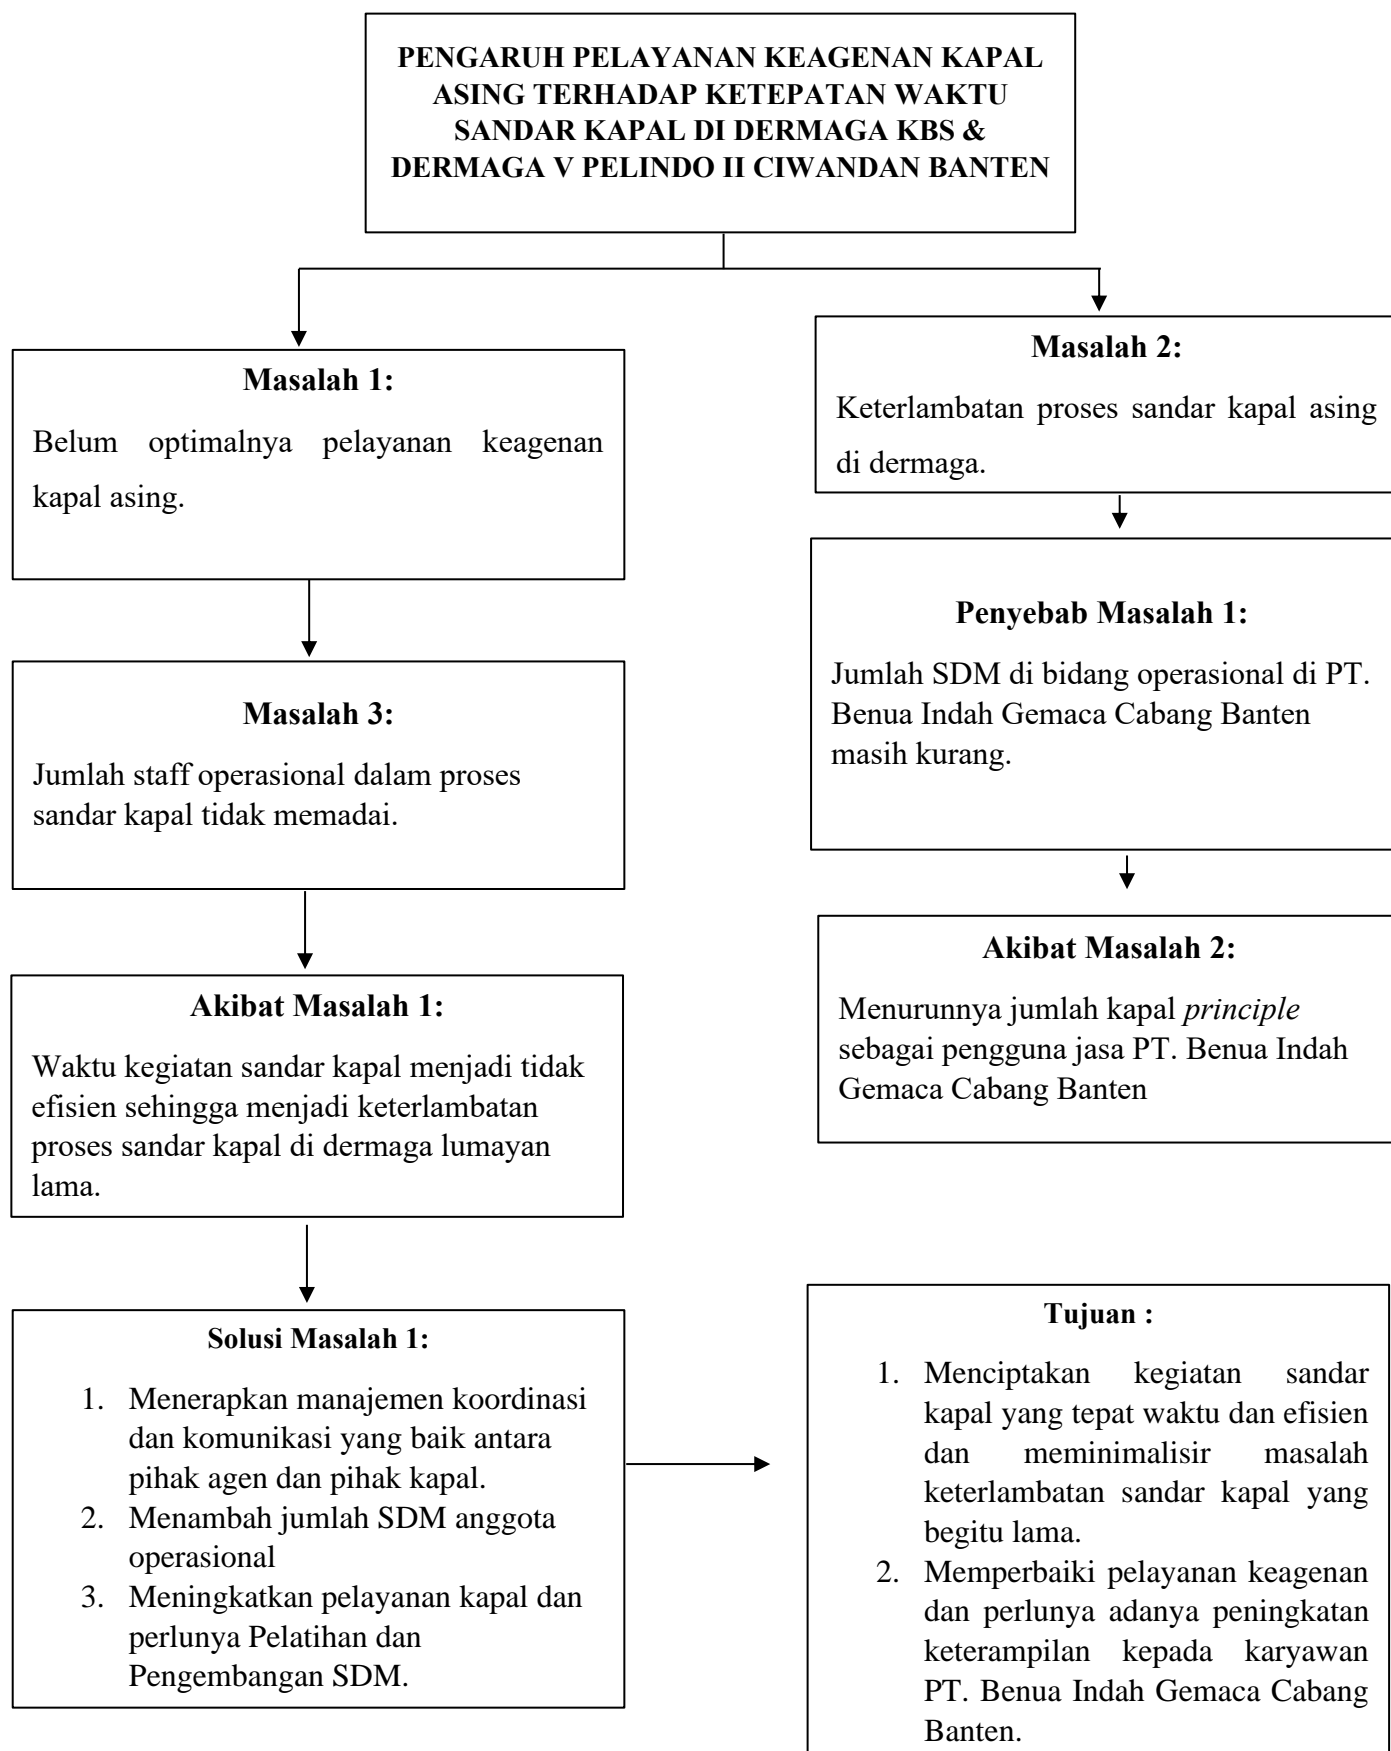 PENGARUH PELAYANAN KEAGENAN KAPAL
ASING TERHADAP KETEPATAN WAKTU
SANDAR KAPAL DI DERMAGA KBS &
DERMAGA V PELINDO II CIWANDAN BANTEN
Masalah 1:
Belum optimalnya pelayanan keagenan
kapal asing.
Masalah 2:
Keterlambatan proses sandar kapal asing
di dermaga.
Masalah 3:
Jumlah staff operasional dalam proses
sandar kapal tidak memadai.
Penyebab Masalah 1:
Jumlah SDM di bidang operasional di PT.
Benua Indah Gemaca Cabang Banten
masih kurang.
Akibat Masalah 1:
Waktu kegiatan sandar kapal menjadi tidak
efisien sehingga menjadi keterlambatan
proses sandar kapal di dermaga lumayan
lama.
Akibat Masalah 2:
Menurunnya jumlah kapal principle
sebagai pengguna jasa PT. Benua Indah
Gemaca Cabang Banten
Solusi Masalah 1:
1. Menerapkan manajemen koordinasi
dan komunikasi yang baik antara
pihak agen dan pihak kapal.
2. Menambah jumlah SDM anggota
operasional
3. Meningkatkan pelayanan kapal dan
perlunya Pelatihan dan
Pengembangan SDM.
Tujuan :
1. Menciptakan kegiatan sandar
kapal yang tepat waktu dan efisien
dan meminimalisir masalah
keterlambatan sandar kapal yang
begitu lama.
2. Memperbaiki pelayanan keagenan
dan perlunya adanya peningkatan
keterampilan kepada karyawan
PT. Benua Indah Gemaca Cabang
Banten.